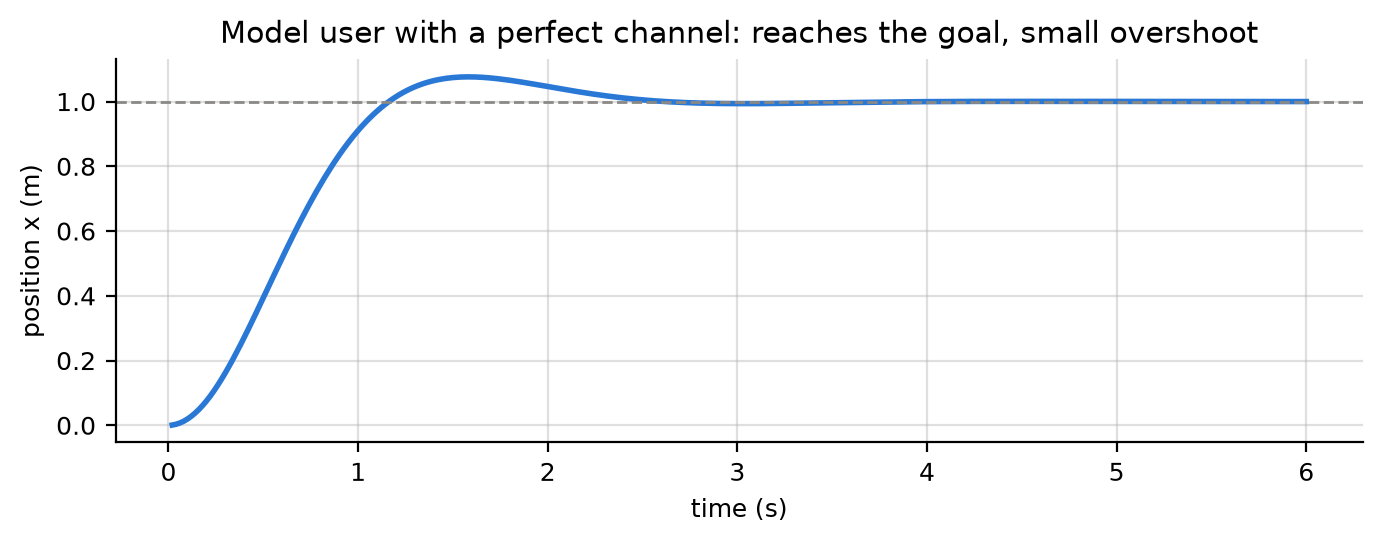 Model user with a perfect channel: reaches the goal, small overshoot
position x (m)
1.0
0.8
0.6
0.4
0.2
0.0
0 1 2 3 4 5 6
time (s)